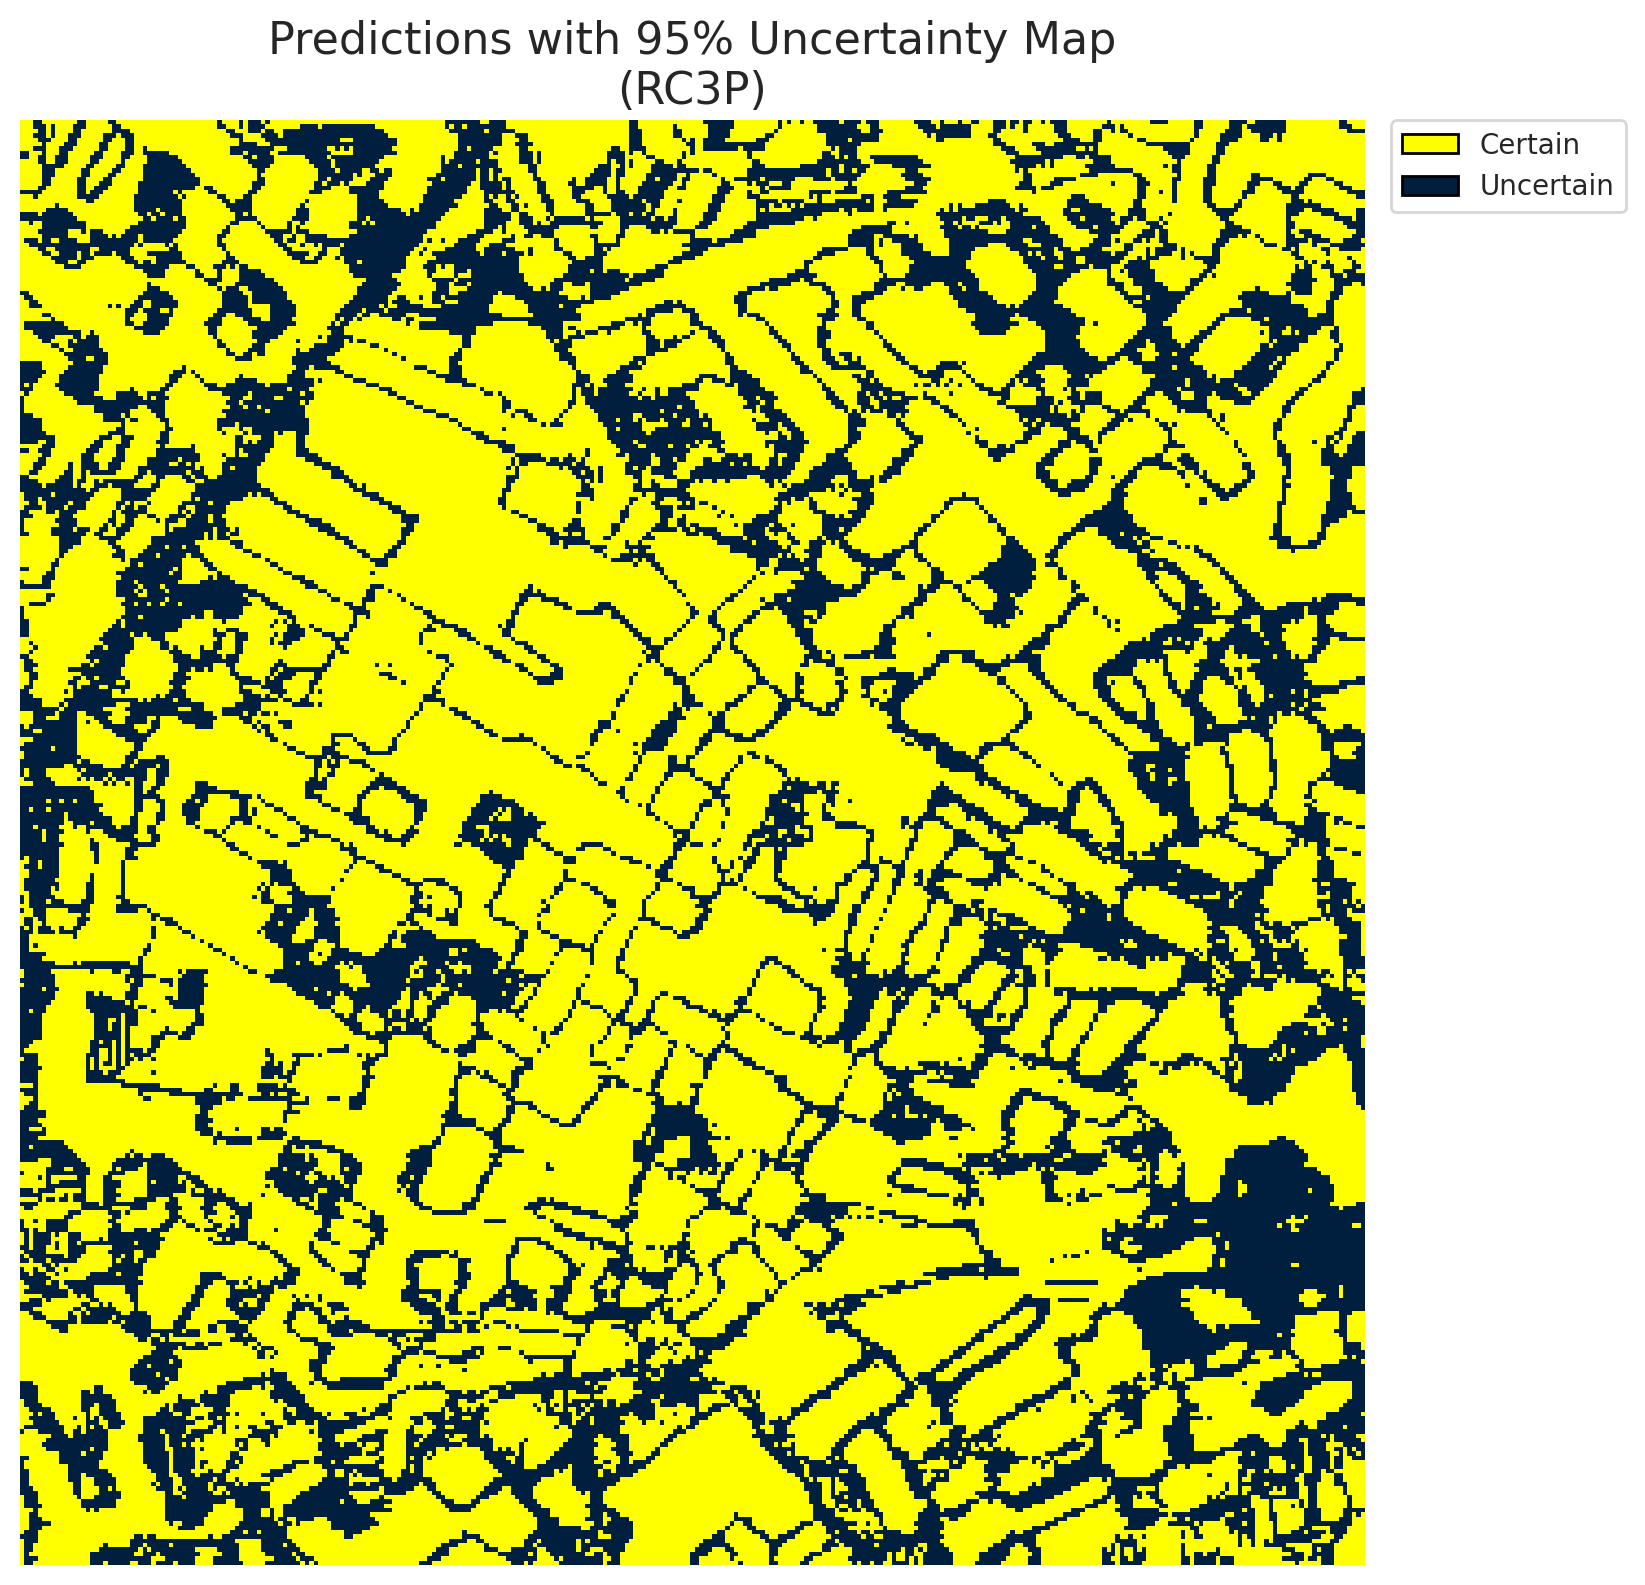 Predictions with 95% Uncertainty Map
(RC3P)
Certain
Uncertain